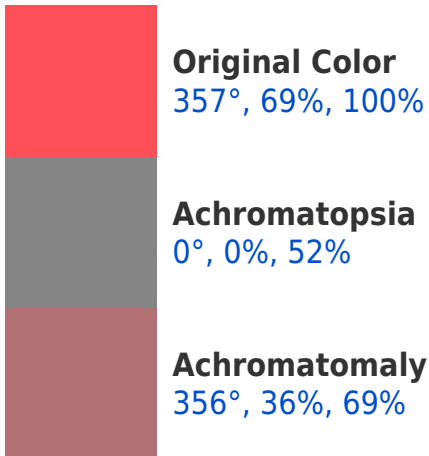 Original Color
357°, 69%, 100%
Achromatopsia
0°, 0%, 52%
Achromatomaly
356°, 36%, 69%